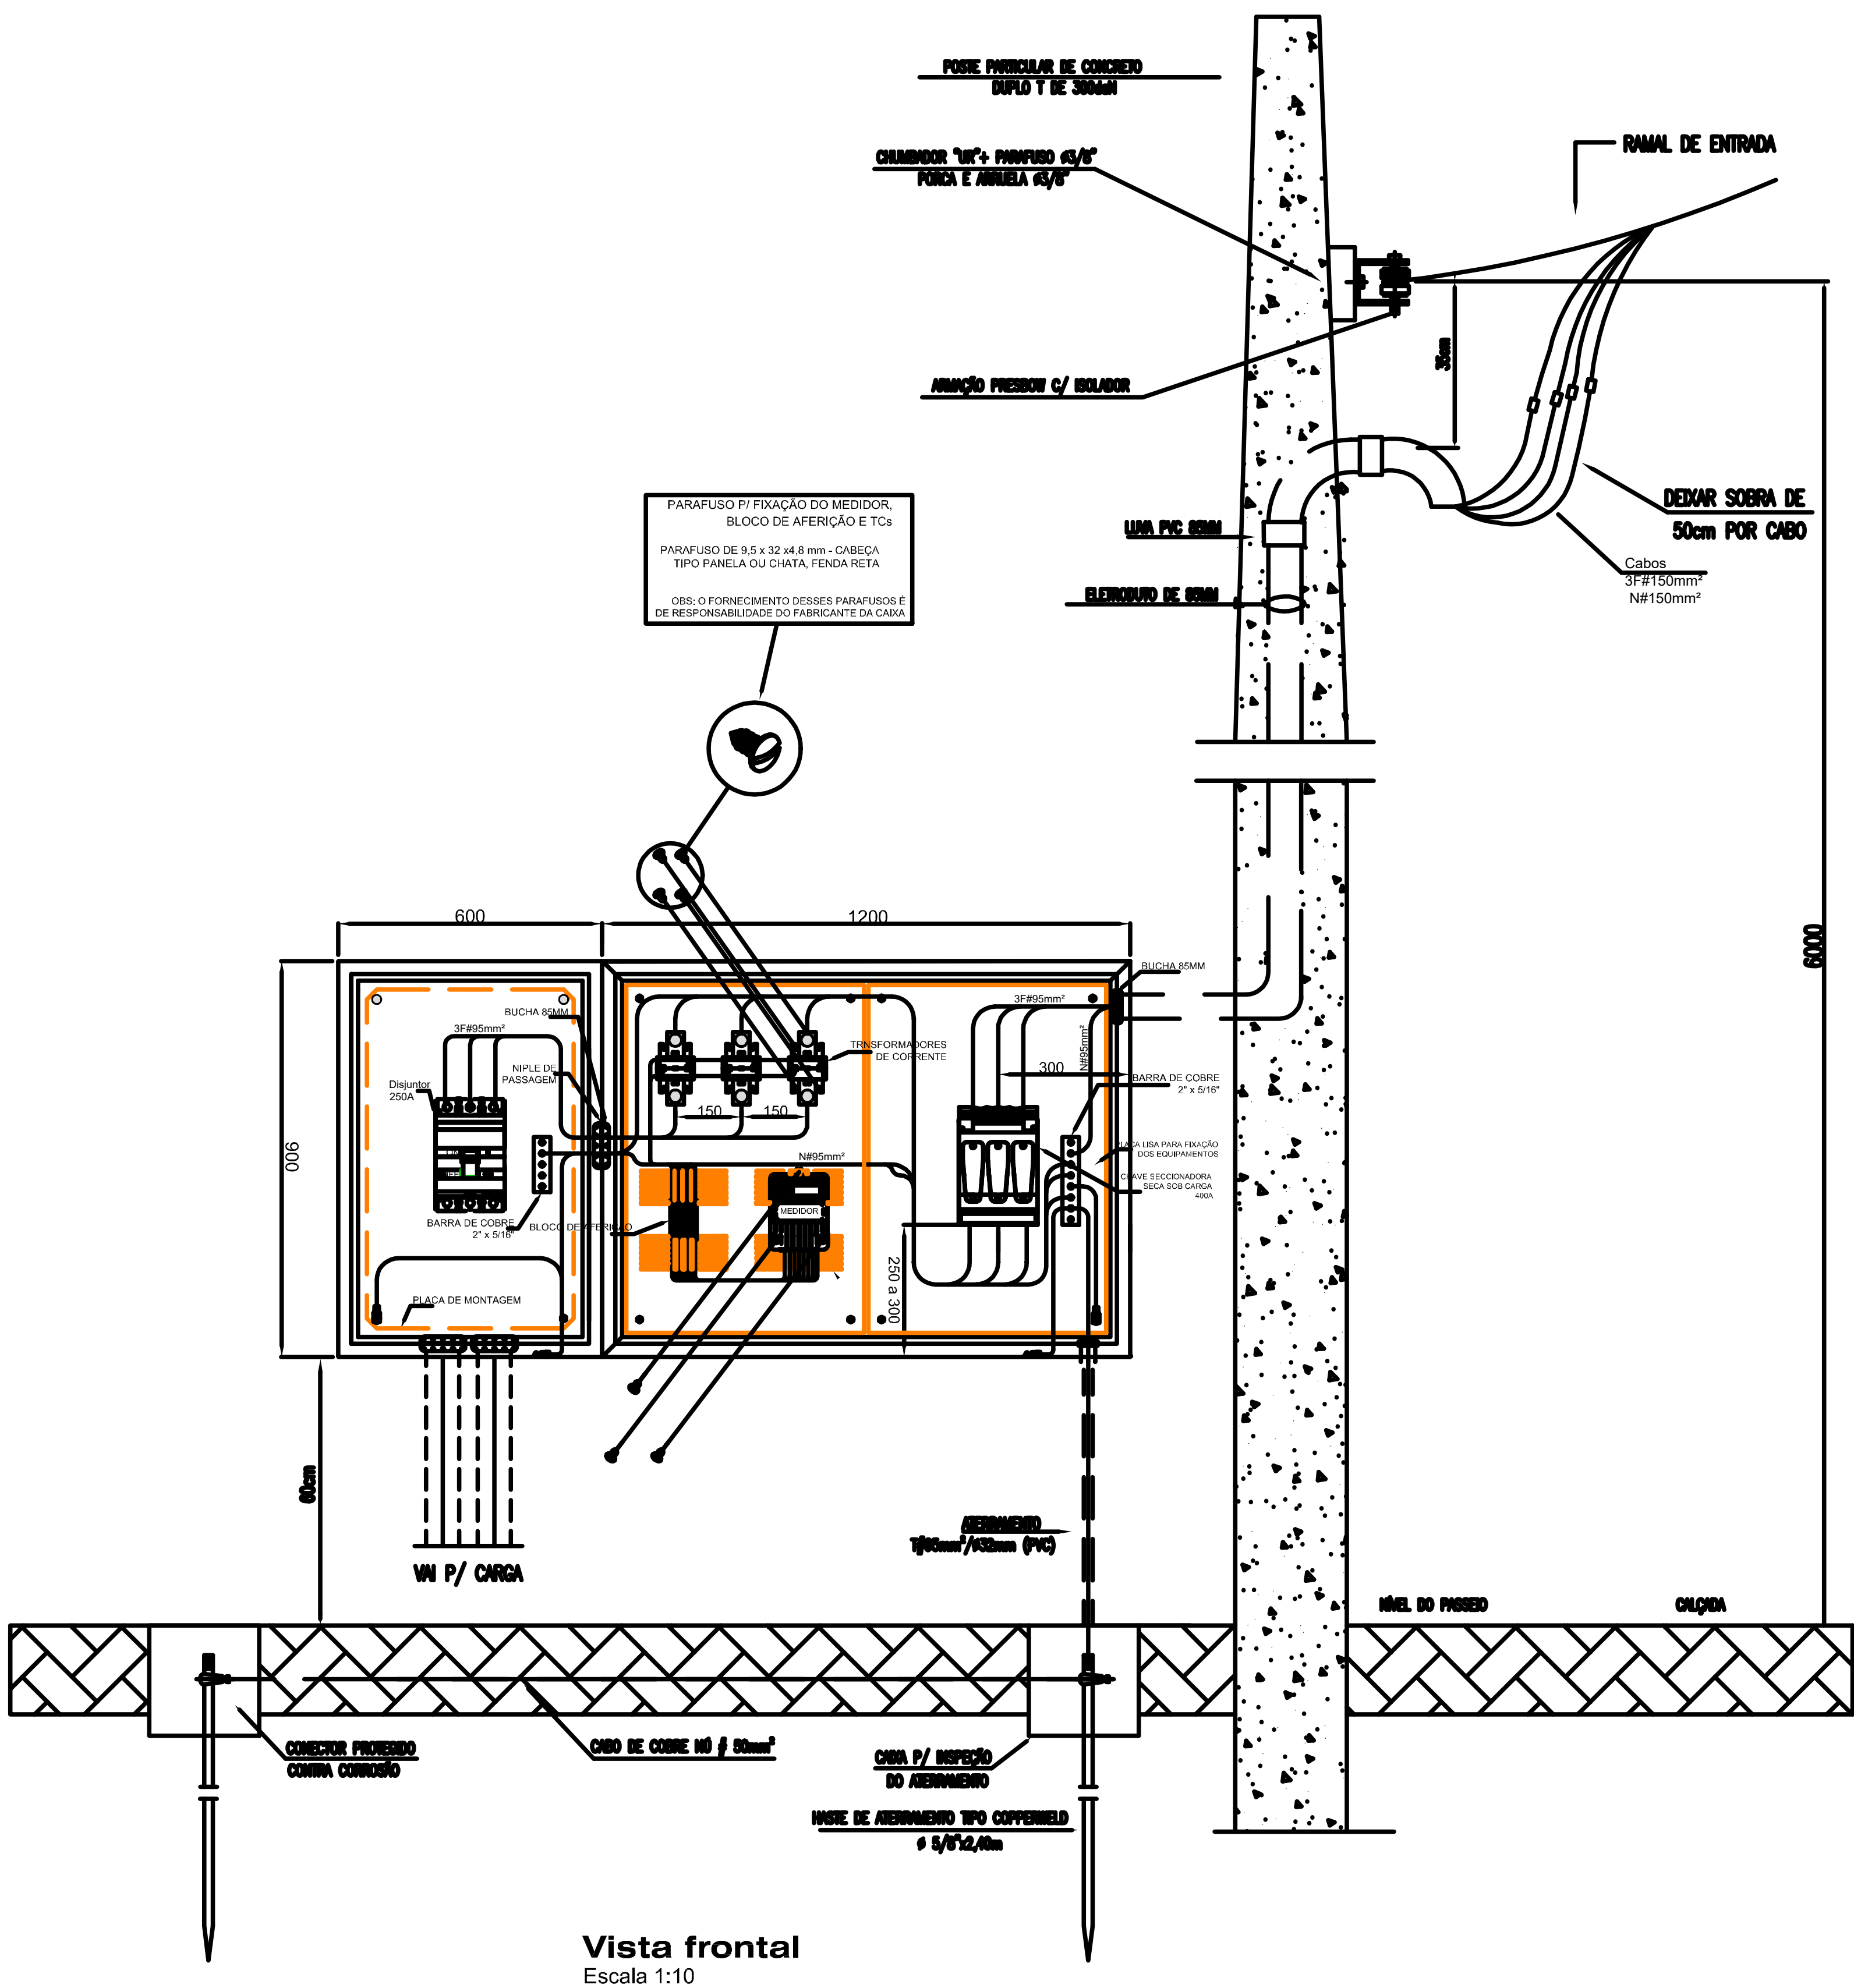 POSTE PARTICULAR DE CONCRETO
DUPLO T DE 300daN
CHUMBADOR "UR"+ PARAFUSO ø3/8"
PORCA E ARRUELA ø3/8"
RAMAL DE ENTRADA
ARMAÇÃO PRESBOW C/ ISOLADOR
35cm
DEIXAR SOBRA DE
50cm POR CABO
Cabos
3F#150mm²
N#150mm²
LUVA PVC 85MM
ELETRODUTO DE 85MM
PARAFUSO P/ FIXAÇÃO DO MEDIDOR,
BLOCO DE AFERIÇÃO E TCs
PARAFUSO DE 9,5 x 32 x4,8 mm - CABEÇA
TIPO PANELA OU CHATA, FENDA RETA
OBS: O FORNECIMENTO DESSES PARAFUSOS É
DE RESPONSABILIDADE DO FABRICANTE DA CAIXA
600
1200
6000
BUCHA 85MM
3F#95mm²
BUCHA 85MM
3F#95mm²
N#95mm²
TRNSFORMADORES
DE CORRENTE
NIPLE DE
PASSAGEM
300
BARRA DE COBRE
2" x 5/16"
Disjuntor
250A
150
150
900
N#95mm²
PLACA LISA PARA FIXAÇÃO
DOS EQUIPAMENTOS
CHAVE SECCIONADORA
SECA SOB CARGA
400A
MEDIDOR
BARRA DE COBRE
2" x 5/16"
BLOCO DE AFERIÇÃO
250 a 300
PLACA DE MONTAGEM
60cm
ATERRAMENTO
T#95mm²/ø32mm (PVC)
VAI P/ CARGA
NÍVEL DO PASSEIO
CALÇADA
CONECTOR PROTEGIDO
CONTRA CORROSÃO
CABO DE COBRE NÚ # 50mm²
CAIXA P/ INSPEÇÃO
DO ATERRAMENTO
HASTE DE ATERRAMENTO TIPO COPPERWELD
ø 5/8"x2,40m
Vista frontal
Escala 1:10